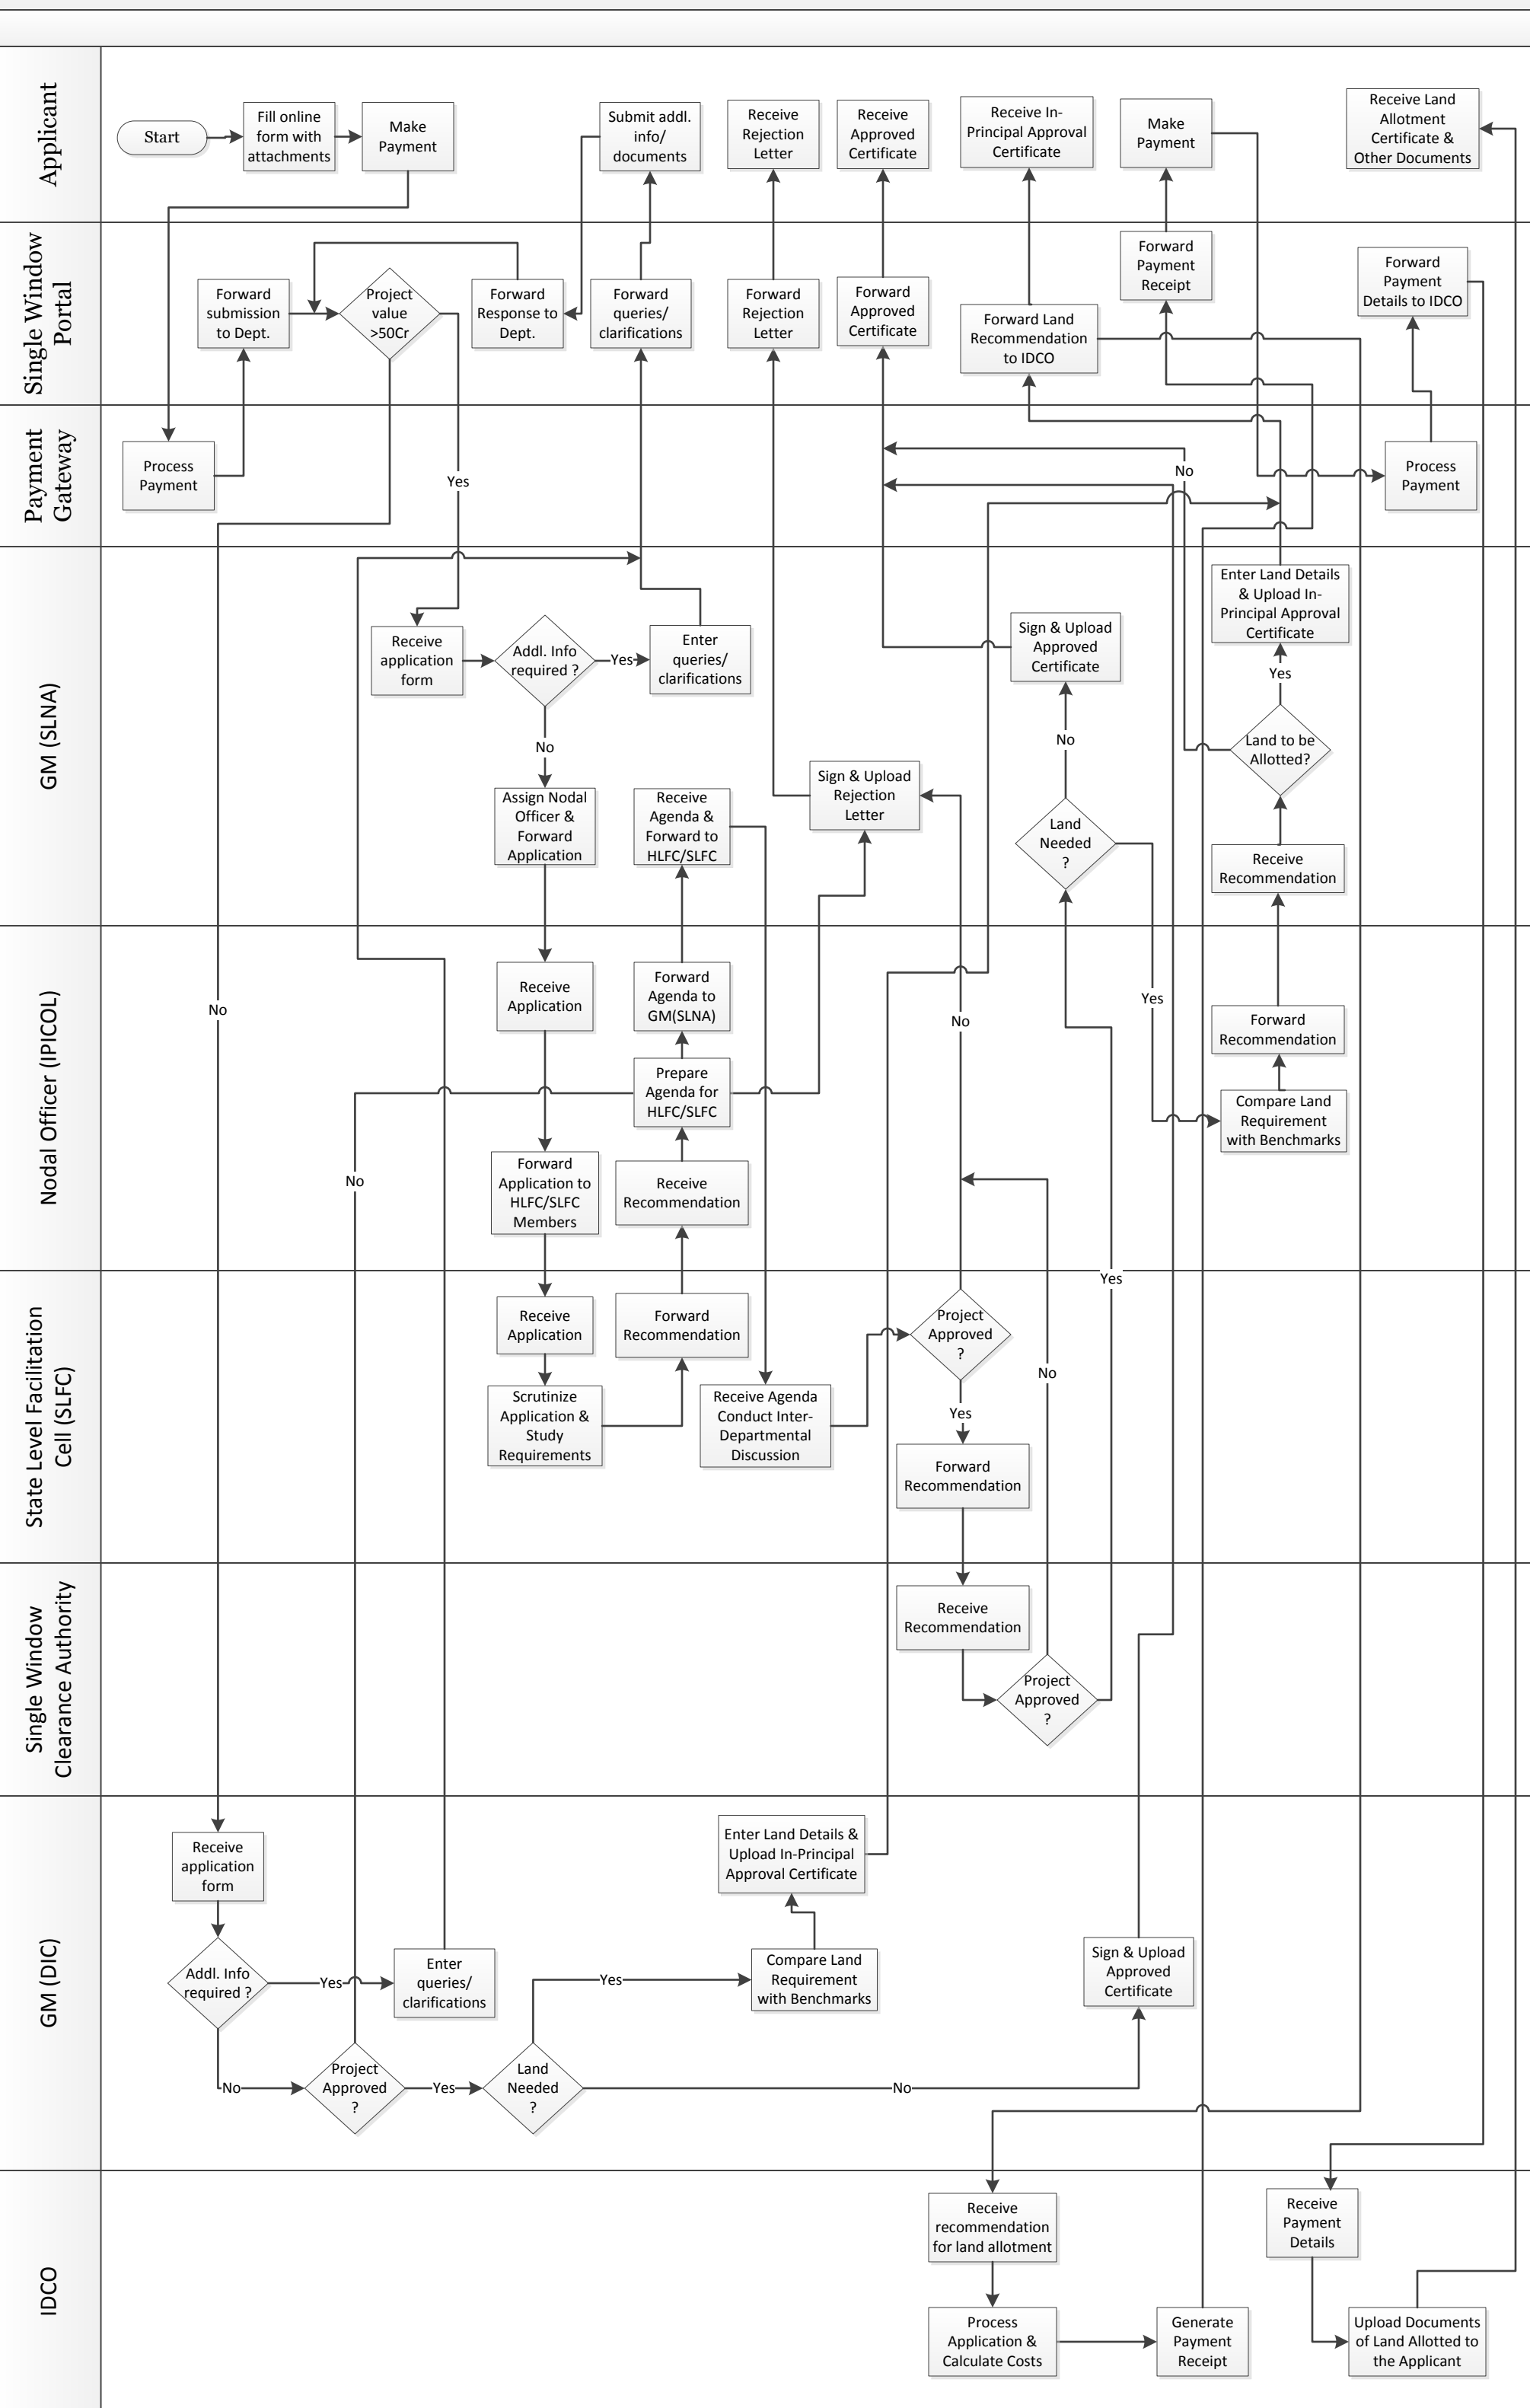 Applicant
Start
Fill online
form with
attachments
Make
Payment
Submit addl.
info/
documents
Receive
Rejection
Letter
Receive
Approved
Certificate
Receive In-
Principal Approval
Certificate
Make
Payment
Receive Land
Allotment
Certificate &
Other Documents
Single Window
Portal
Forward
submission
to Dept.
Project
value
>50Cr
Forward
Response to
Dept.
Forward
queries/
clarifications
Forward
Rejection
Letter
Forward
Approved
Certificate
Forward Land
Recommendation
to IDCO
Forward
Payment
Receipt
Forward
Payment
Details to IDCO
Payment
Gateway
Process
Payment
Yes
No
Process
Payment
GM (SLNA)
Receive
application
form
Addl. Info
required ?
Yes
Enter
queries/
clarifications
No
Assign Nodal
Officer &
Forward
Application
Receive
Agenda &
Forward to
HLFC/SLFC
Sign & Upload
Rejection
Letter
Sign & Upload
Approved
Certificate
No
Land
Needed
?
Enter Land Details
& Upload In-
Principal Approval
Certificate
Yes
Land to be
Allotted?
Receive
Recommendation
Nodal Officer (IPICOL)
No
Receive
Application
Forward
Agenda to
GM(SLNA)
Prepare
Agenda for
HLFC/SLFC
No
Yes
Forward
Recommendation
Compare Land
Requirement
with Benchmarks
No
Forward
Application to
HLFC/SLFC
Members
Receive
Recommendation
Yes
State Level Facilitation
Cell (SLFC)
Receive
Application
Forward
Recommendation
Scrutinize
Application &
Study
Requirements
Receive Agenda
Conduct Inter-
Departmental
Discussion
Project
Approved
?
No
Yes
Forward
Recommendation
Single Window
Clearance Authority
Receive
Recommendation
Project
Approved
?
GM (DIC)
Receive
application
form
Enter Land Details &
Upload In-Principal
Approval Certificate
Addl. Info
required ?
Yes
Enter
queries/
clarifications
Yes
Compare Land
Requirement
with Benchmarks
Sign & Upload
Approved
Certificate
No
Project
Approved
?
Yes
Land
Needed
?
No
IDCO
Receive
recommendation
for land allotment
Receive
Payment
Details
Process
Application &
Calculate Costs
Generate
Payment
Receipt
Upload Documents
of Land Allotted to
the Applicant